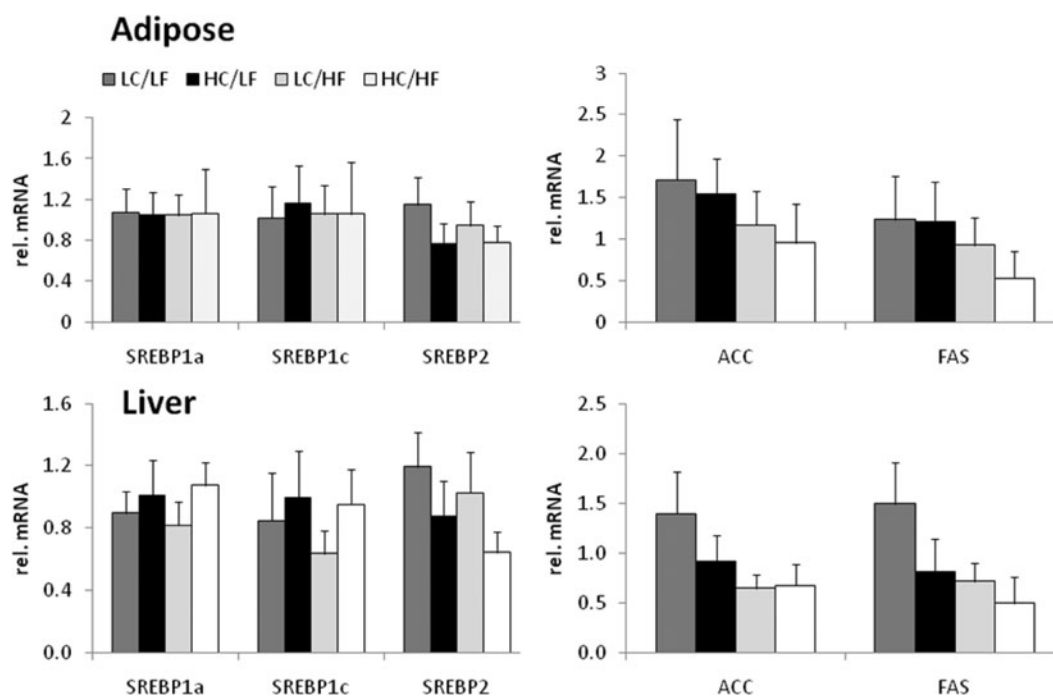 Adipose
LC/LF HC/LF LC/HF HC/HF
rel. mRNA
2
1.6
1.2
0.8
0.4
0
SREBP1a SREBP1c SREBP2
rel. mRNA
3
2.5
2
1.5
1
0.5
0
ACC FAS
Liver
rel. mRNA
1.6
1.2
0.8
0.4
0.0
SREBP1a SREBP1c SREBP2
rel. mRNA
2.5
2.0
1.5
1.0
0.5
0.0
ACC FAS